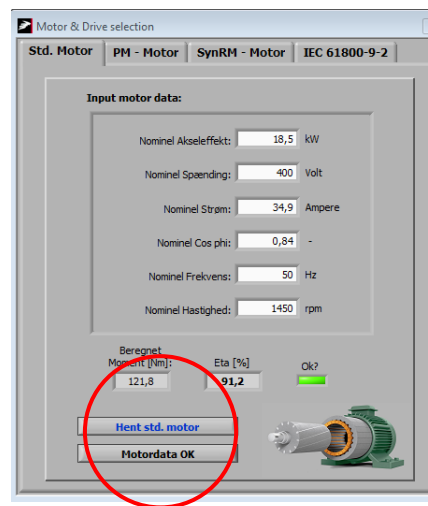 Motor & Drive selection
Std. Motor PM - Motor SynRM - Motor IEC 61800-9-2
Input motor data:
Nominel Akseleffekt: 18,5 kW
Nominel Spænding: 400 Volt
Nominel Strøm: 34,9 Ampere
Nominel Cos phi: 0,84 -
Nominel Frekvens: 50 Hz
Nominel Hastighed: 1450 rpm
Beregnet
Moment [Nm]: Eta [%] Ok?
121,8 91,2
Hent std. motor
Motordata OK